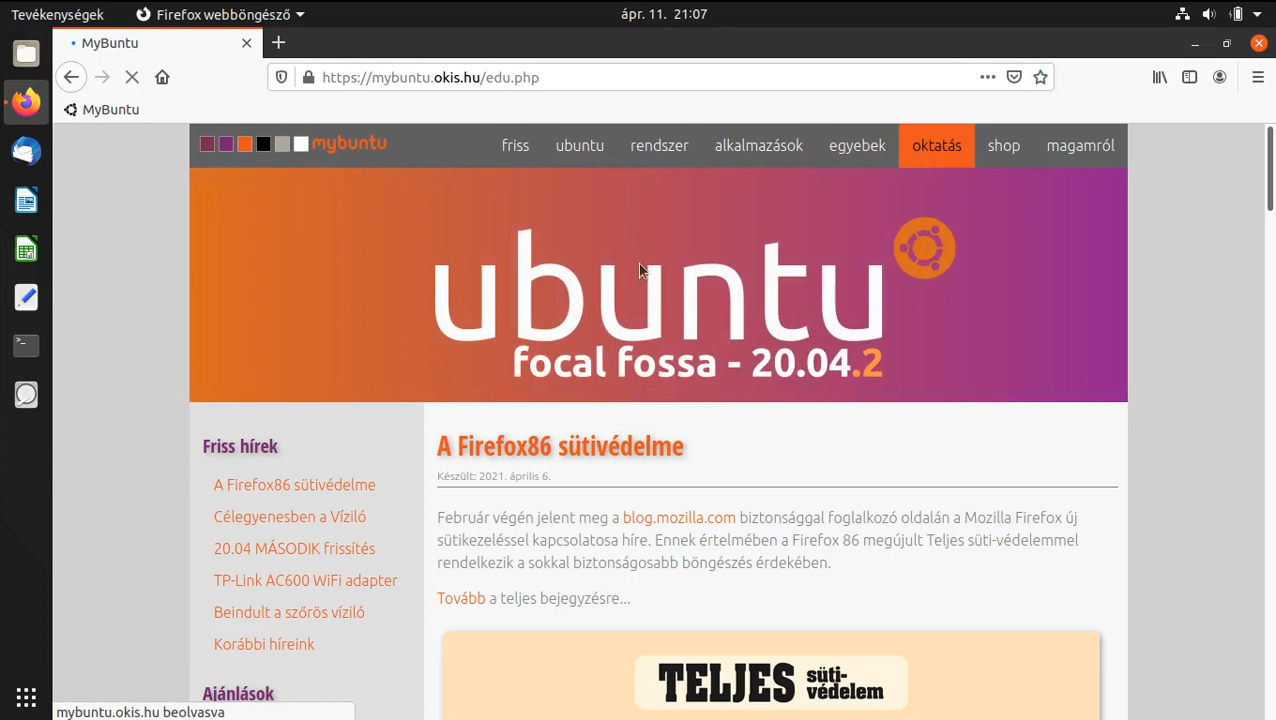 Tevékenységek
Firefox webböngésző
ápr. 11. 21:07
MyBuntu
https://mybuntu.okis.hu/edu.php
MyBuntu
mybuntu
friss
ubuntu
rendszer
alkalmazások
egyebek
oktatás
shop
magamról
ubuntu
focal fossa - 20.04.2
Friss hírek
A Firefox86 sütivédelme
Célegyenesben a Víziló
20.04 MÁSODIK frissítés
TP-Link AC600 WiFi adapter
Beindult a szőrös víziló
Korábbi híreink
Ajánlások
A Firefox86 sütivédelme
Készült: 2021. április 6.
Február végén jelent meg a blog.mozilla.com biztonsággal foglalkozó oldalán a Mozilla Firefox új
sütikezeléssel kapcsolatosa híre. Ennek értelmében a Firefox 86 megújult Teljes süti-védelemmel
rendelkezik a sokkal biztonságosabb böngészés érdekében.
Tovább a teljes bejegyzésre...
TELJES süti-
védelem
mybuntu.okis.hu beolvasva